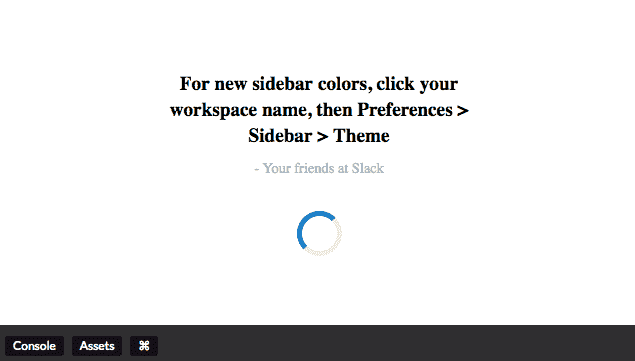 For new sidebar colors, click your
workspace name, then Preferences >
Sidebar > Theme
- Your friends at Slack
Console Assets ⌘